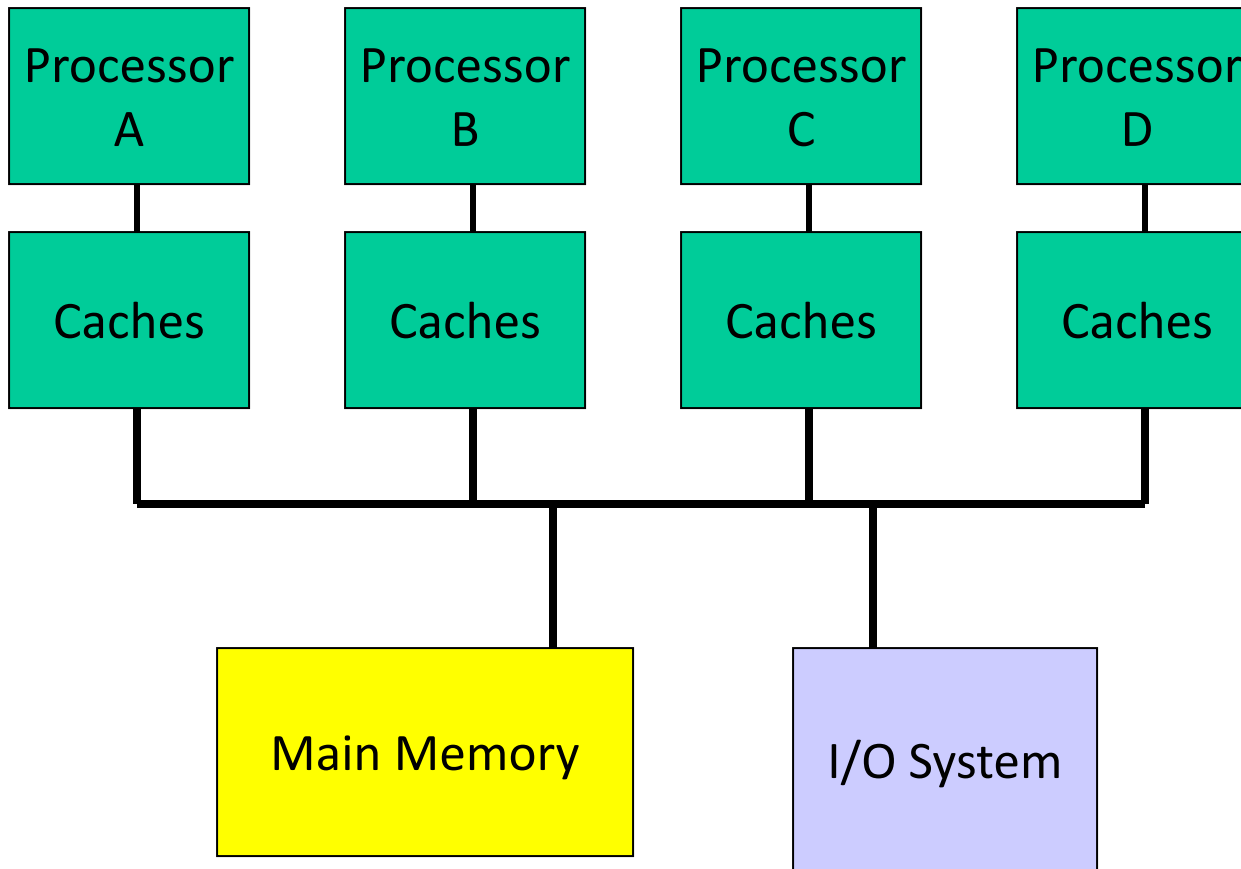 Processor
A
Processor
B
Processor
C
Processor
D
Caches
Caches
Caches
Caches
Main Memory
I/O System